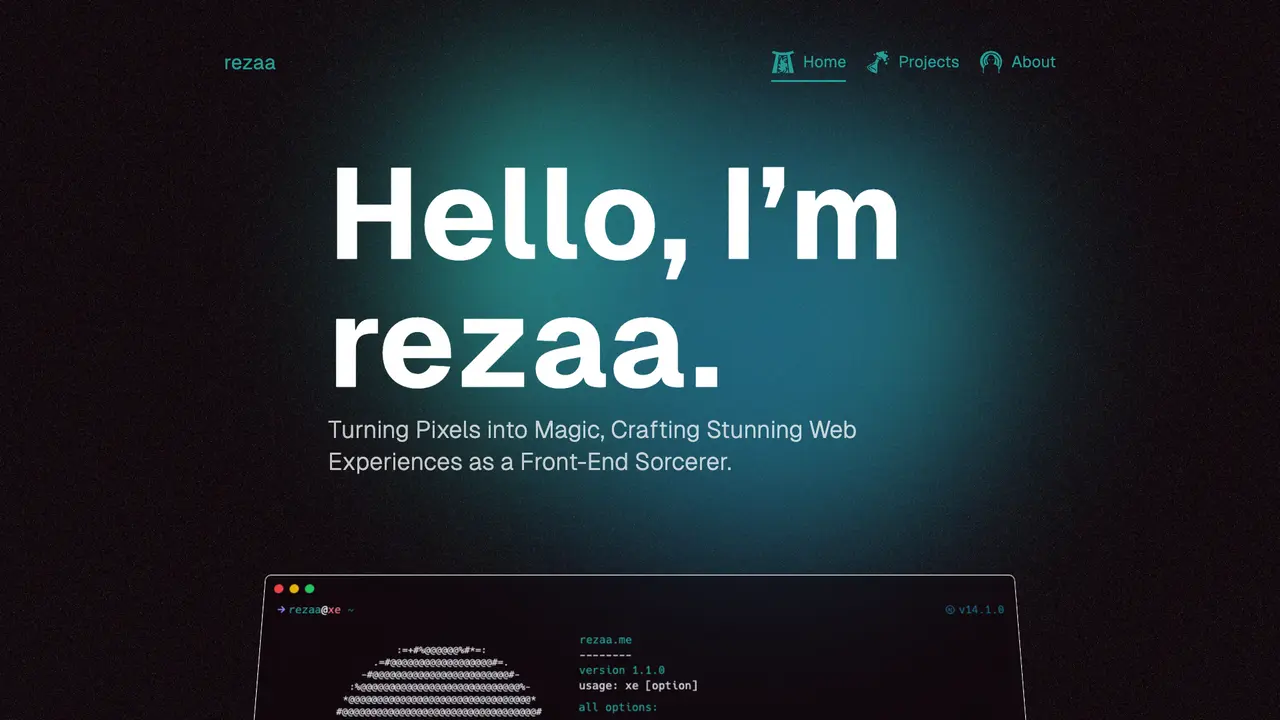 rezaa
Home
Projects
About
Hello, I’m
rezaa.
Turning Pixels into Magic, Crafting Stunning Web
Experiences as a Front-End Sorcerer.
→ rezaa@xe ~
v14.1.0
rezaa.me
--------
version 1.1.0
usage: xe [option]
all options: